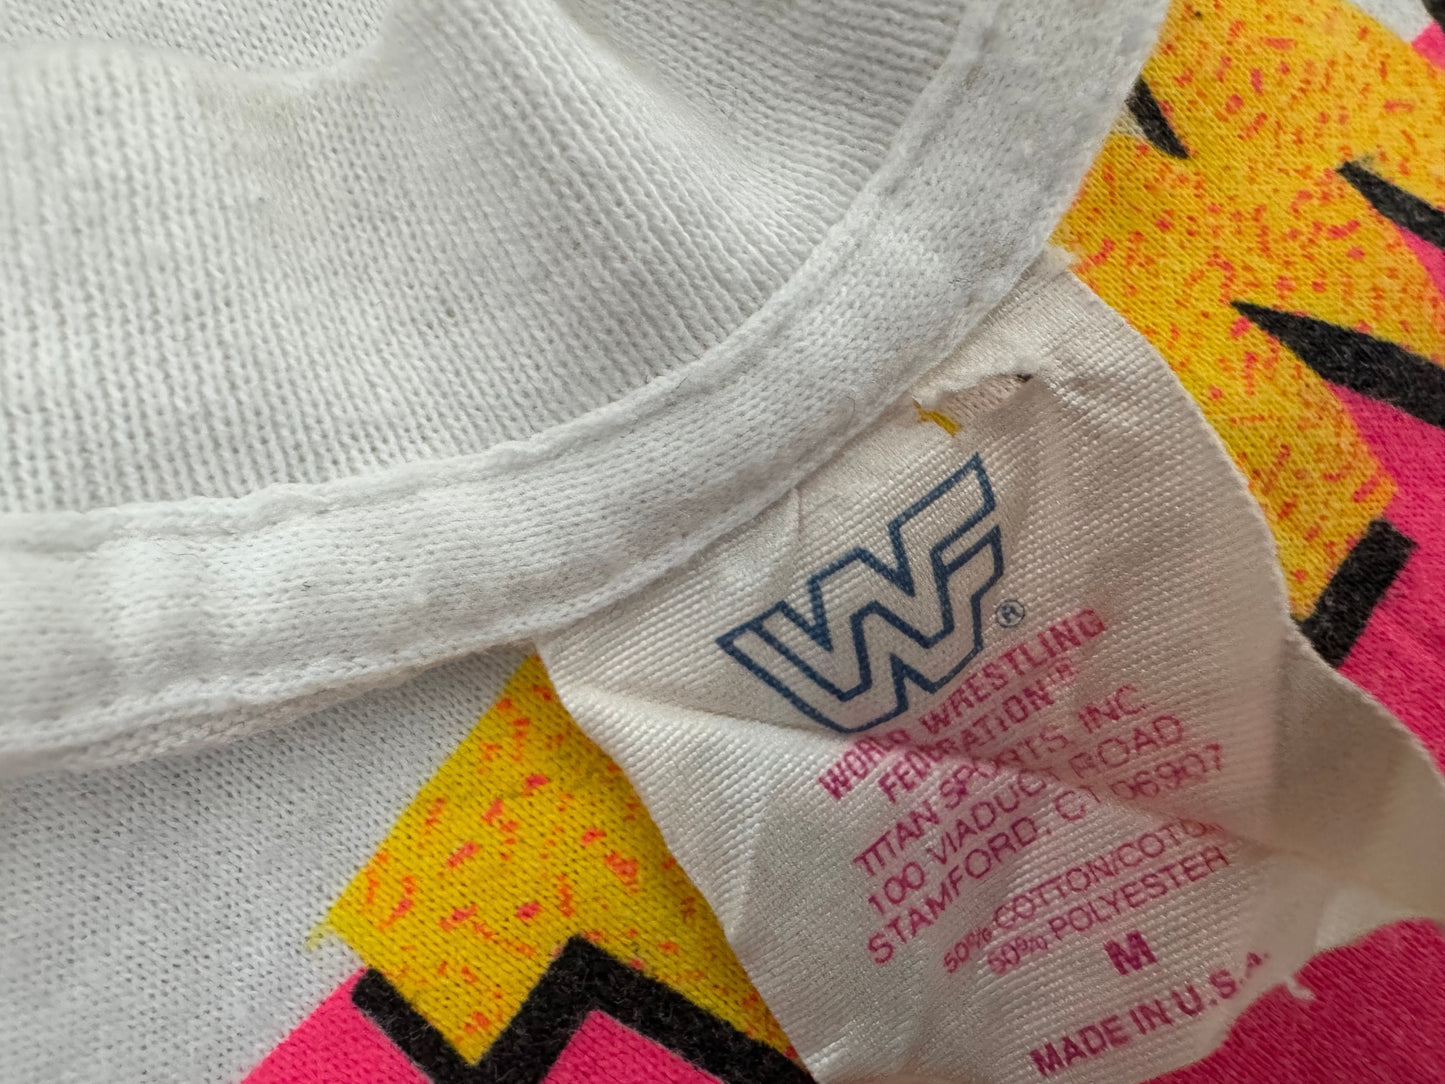 WF
®
WORLD WRESTLING
FEDERATION®
TITAN SPORTS, INC
100 VIADUCT ROAD
STAMFORD, CT 06907
50% COTTON/COTON
50% POLYESTER
M
MADE IN U.S.A.